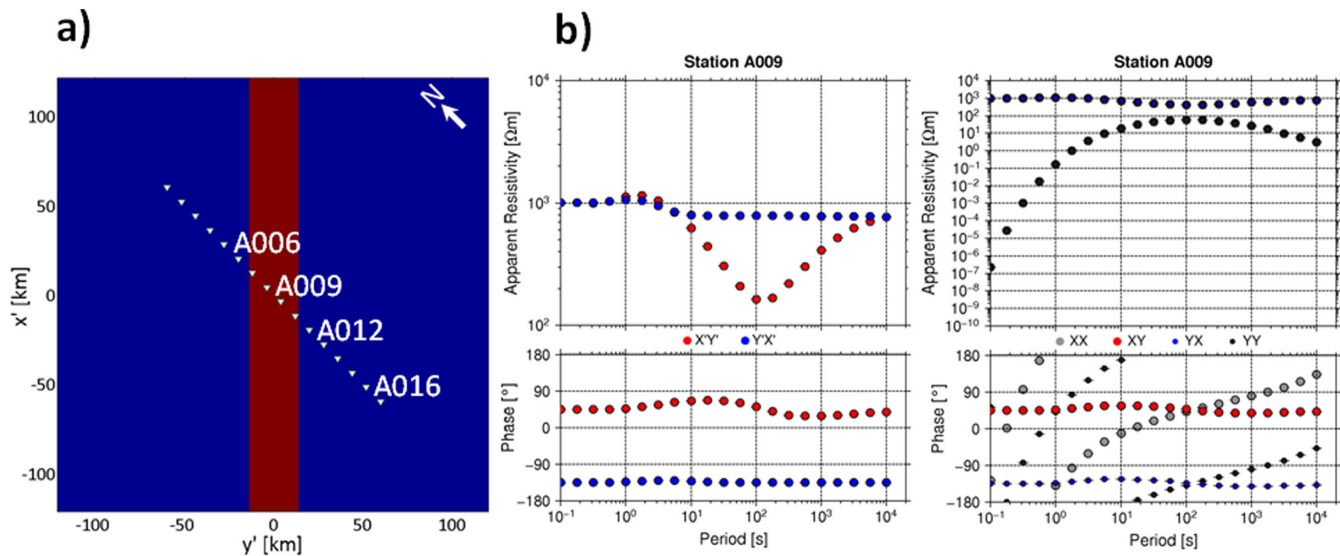 a)
N
A006
A009
A012
A016
100
50
0
-50
-100
x' [km]
-100 -50 0 50 100
y' [km]
b)
Station A009
10⁴
10³
10²
Apparent Resistivity [Ωm]
X'Y' Y'X'
180
90
0
−90
−180
Phase [°]
10⁻¹ 10⁰ 10¹ 10² 10³ 10⁴
Period [s]
Station A009
10⁴
10³
10²
10¹
10⁰
10⁻¹
10⁻²
10⁻³
10⁻⁴
10⁻⁵
10⁻⁶
10⁻⁷
10⁻⁸
10⁻⁹
10⁻¹⁰
Apparent Resistivity [Ωm]
XX XY YX YY
180
90
0
−90
−180
Phase [°]
10⁻¹ 10⁰ 10¹ 10² 10³ 10⁴
Period [s]